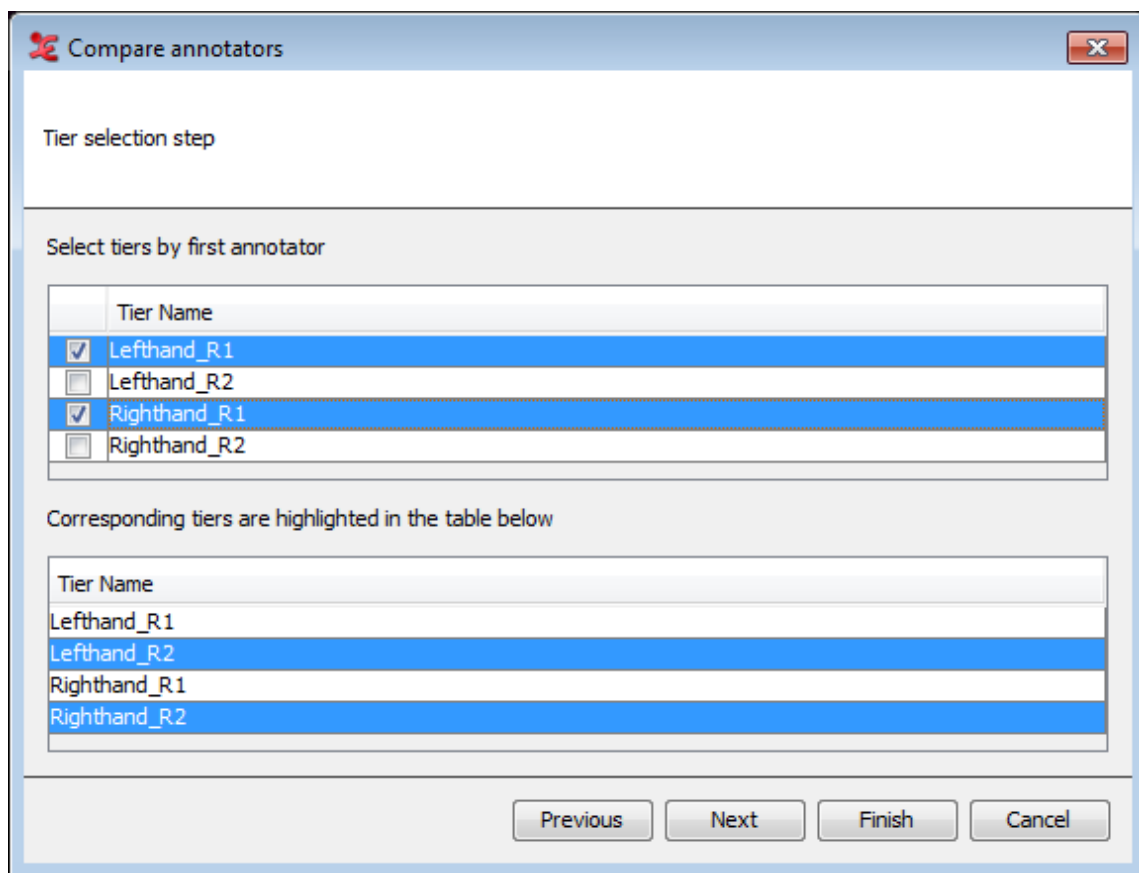 Compare annotators
Tier selection step
Select tiers by first annotator
Tier Name
Lefthand_R1
Lefthand_R2
Righthand_R1
Righthand_R2
Corresponding tiers are highlighted in the table below
Tier Name
Lefthand_R1
Lefthand_R2
Righthand_R1
Righthand_R2
Previous Next Finish Cancel